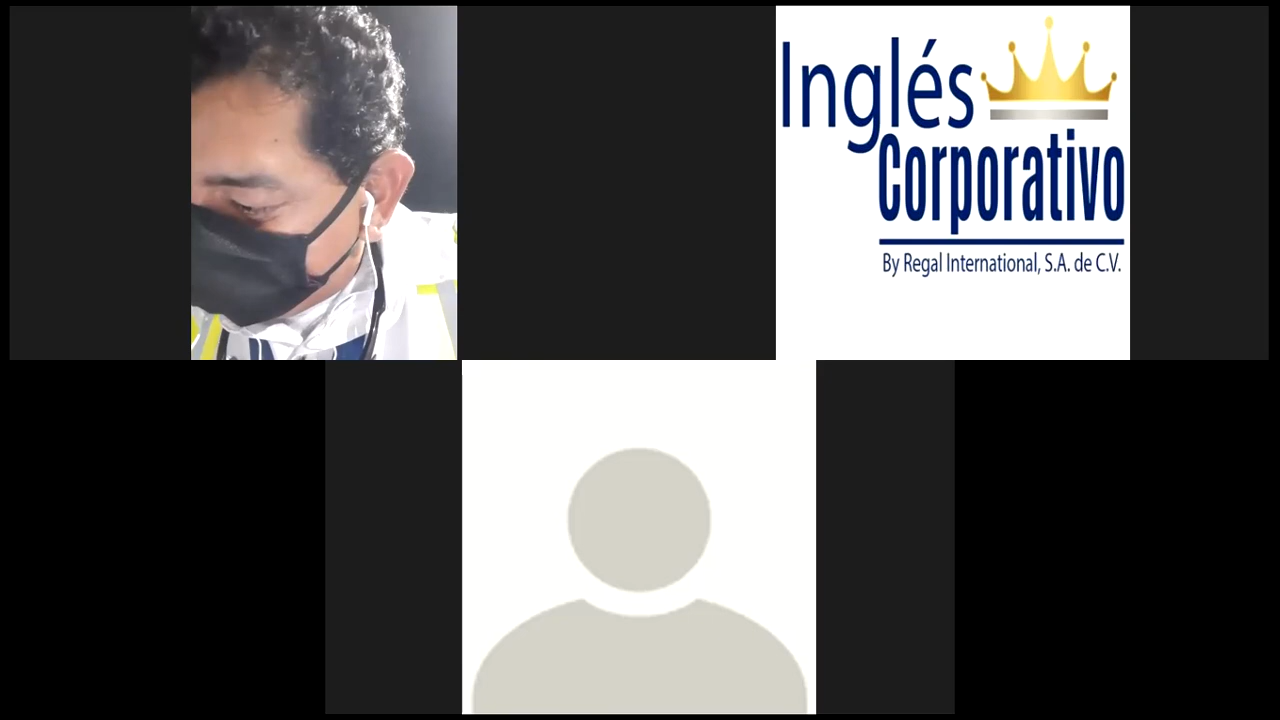 Inglés
Corporativo
By Regal International, S.A. de C.V.